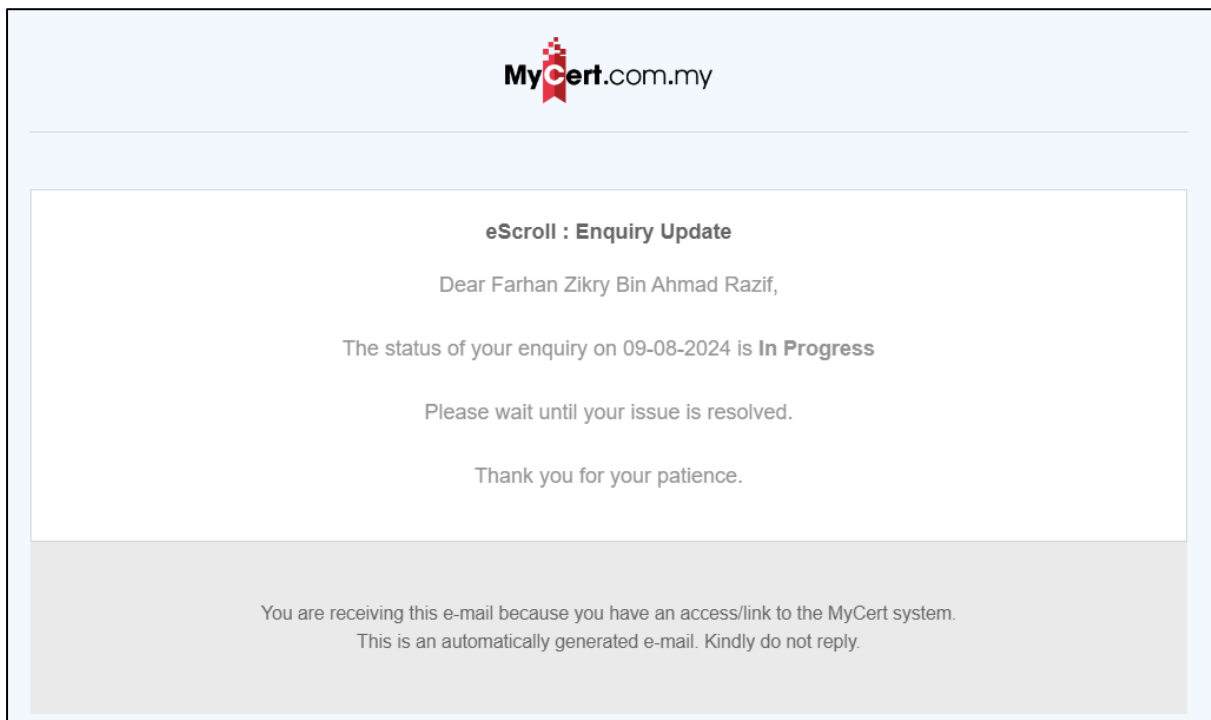 MyCert.com.my
eScroll : Enquiry Update
Dear Farhan Zikry Bin Ahmad Razif,
The status of your enquiry on 09-08-2024 is In Progress
Please wait until your issue is resolved.
Thank you for your patience.
You are receiving this e-mail because you have an access/link to the MyCert system.
This is an automatically generated e-mail. Kindly do not reply.